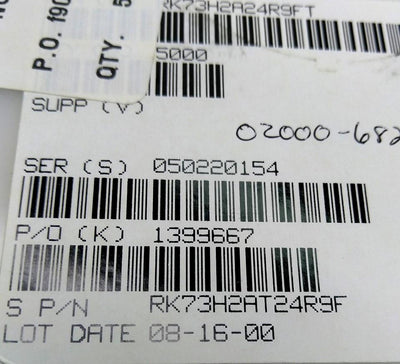 RK73H2A24R9FT
P.O. 190
QTY. 5
5000
SUPP (V)
02000-682
SER (S) 050220154
P/O (K) 1399667
S P/N RK73H2AT24R9F
LOT DATE 08-16-00